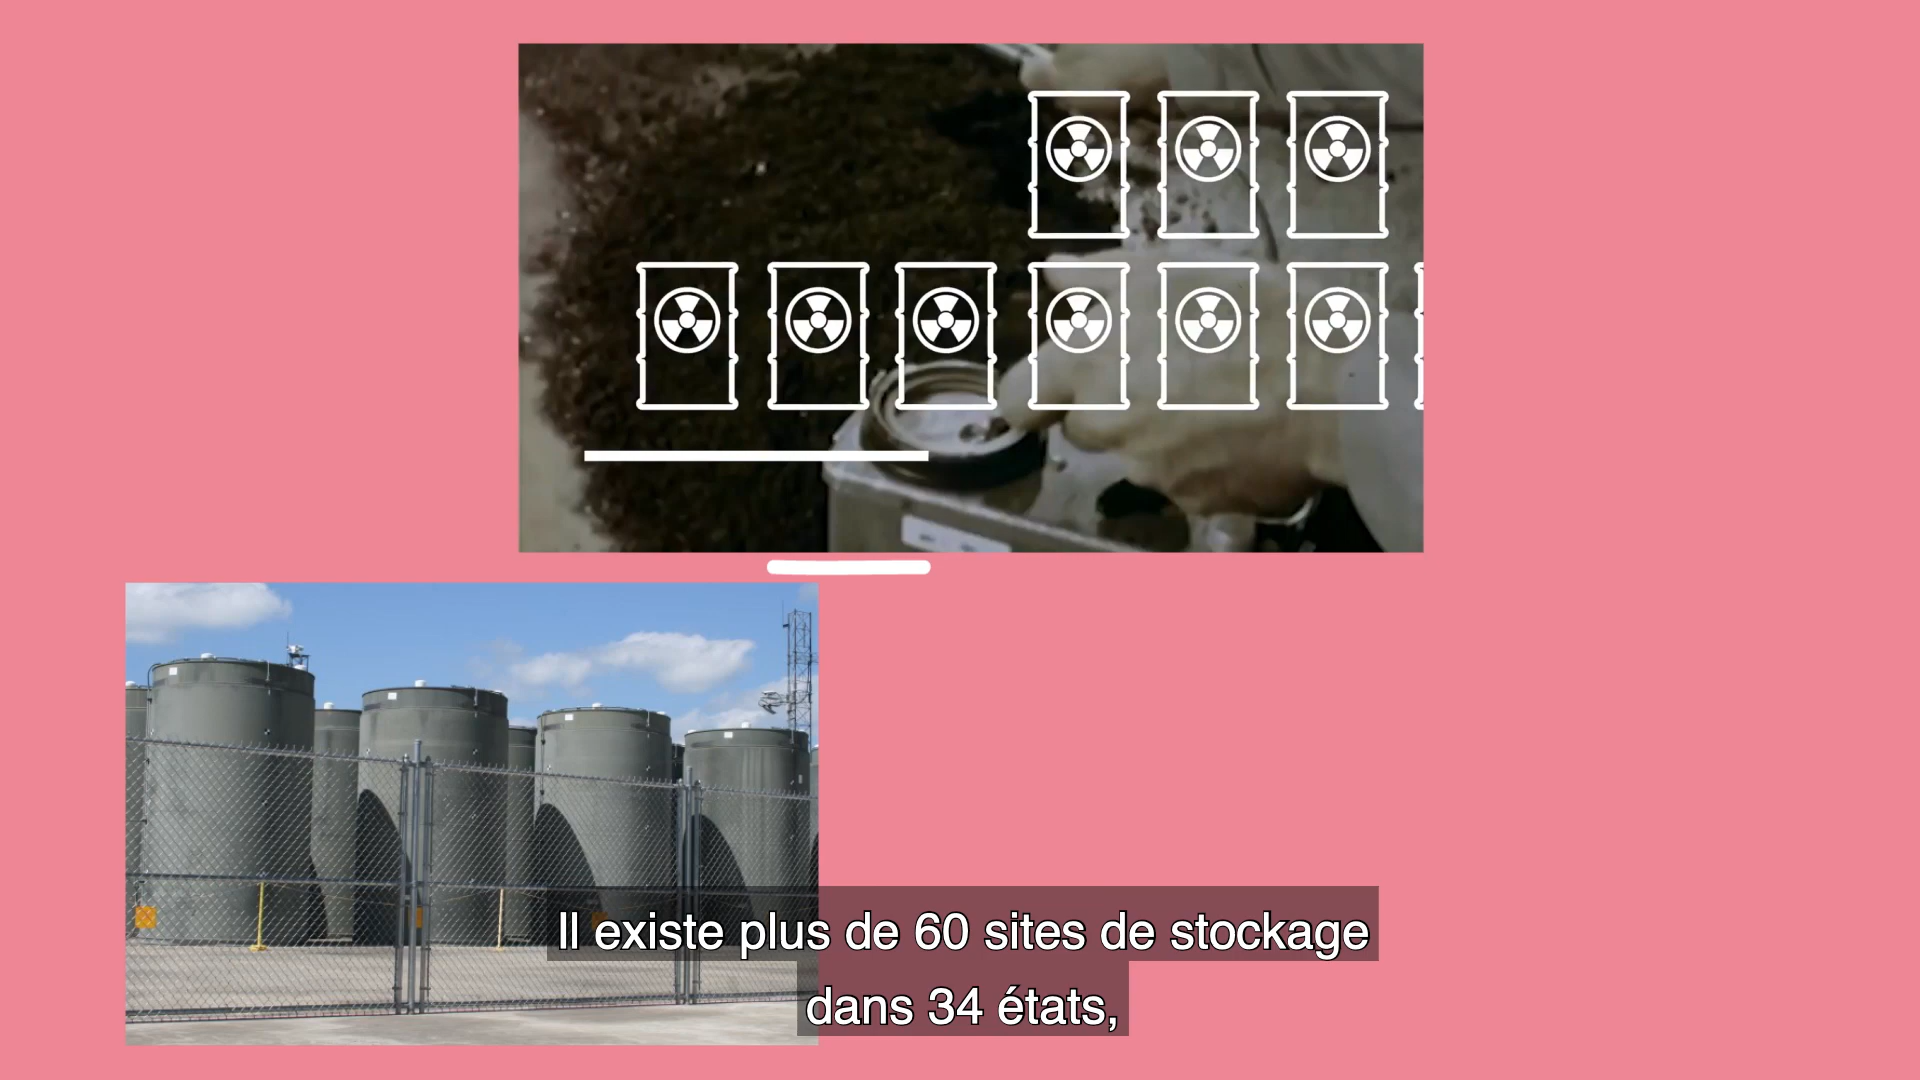 Il existe plus de 60 sites de stockage
dans 34 états,